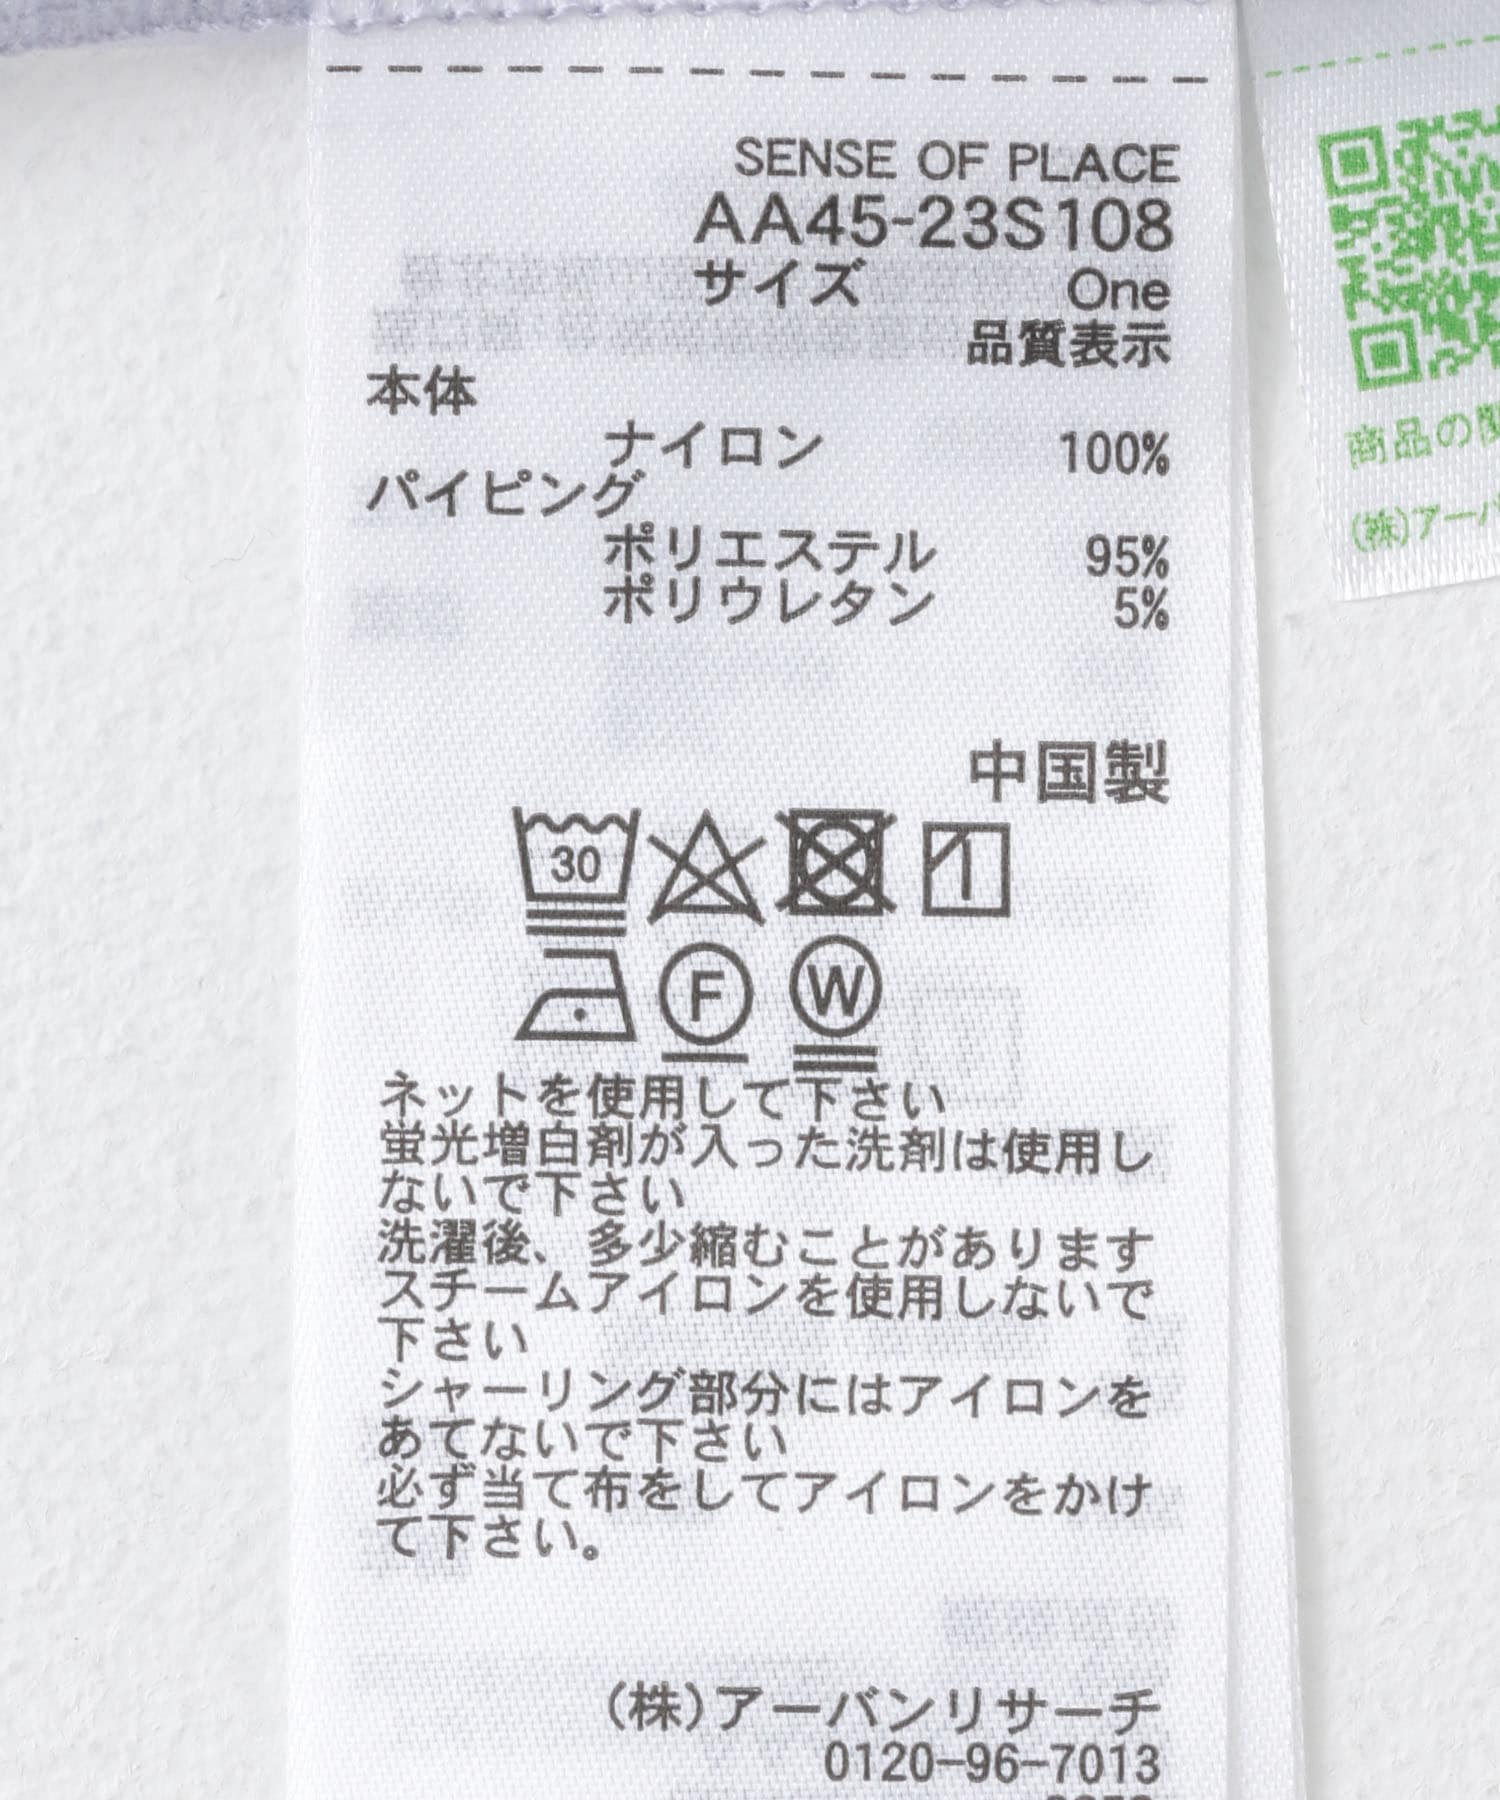 SENSE OF PLACE
AA45-23S108
サイズ One
品質表示
本体
ナイロン 100%
パイピング
ポリエステル 95%
ポリウレタン 5%
中国製
30
F W
ネットを使用して下さい
蛍光増白剤が入った洗剤は使用し
ないで下さい
洗濯後、多少縮むことがあります
スチームアイロンを使用しないで
下さい
シャーリング部分にはアイロンを
あてないで下さい
必ず当て布をしてアイロンをかけ
て下さい。
(株)アーバンリサーチ
0120-96-7013
商品の
(株)アー